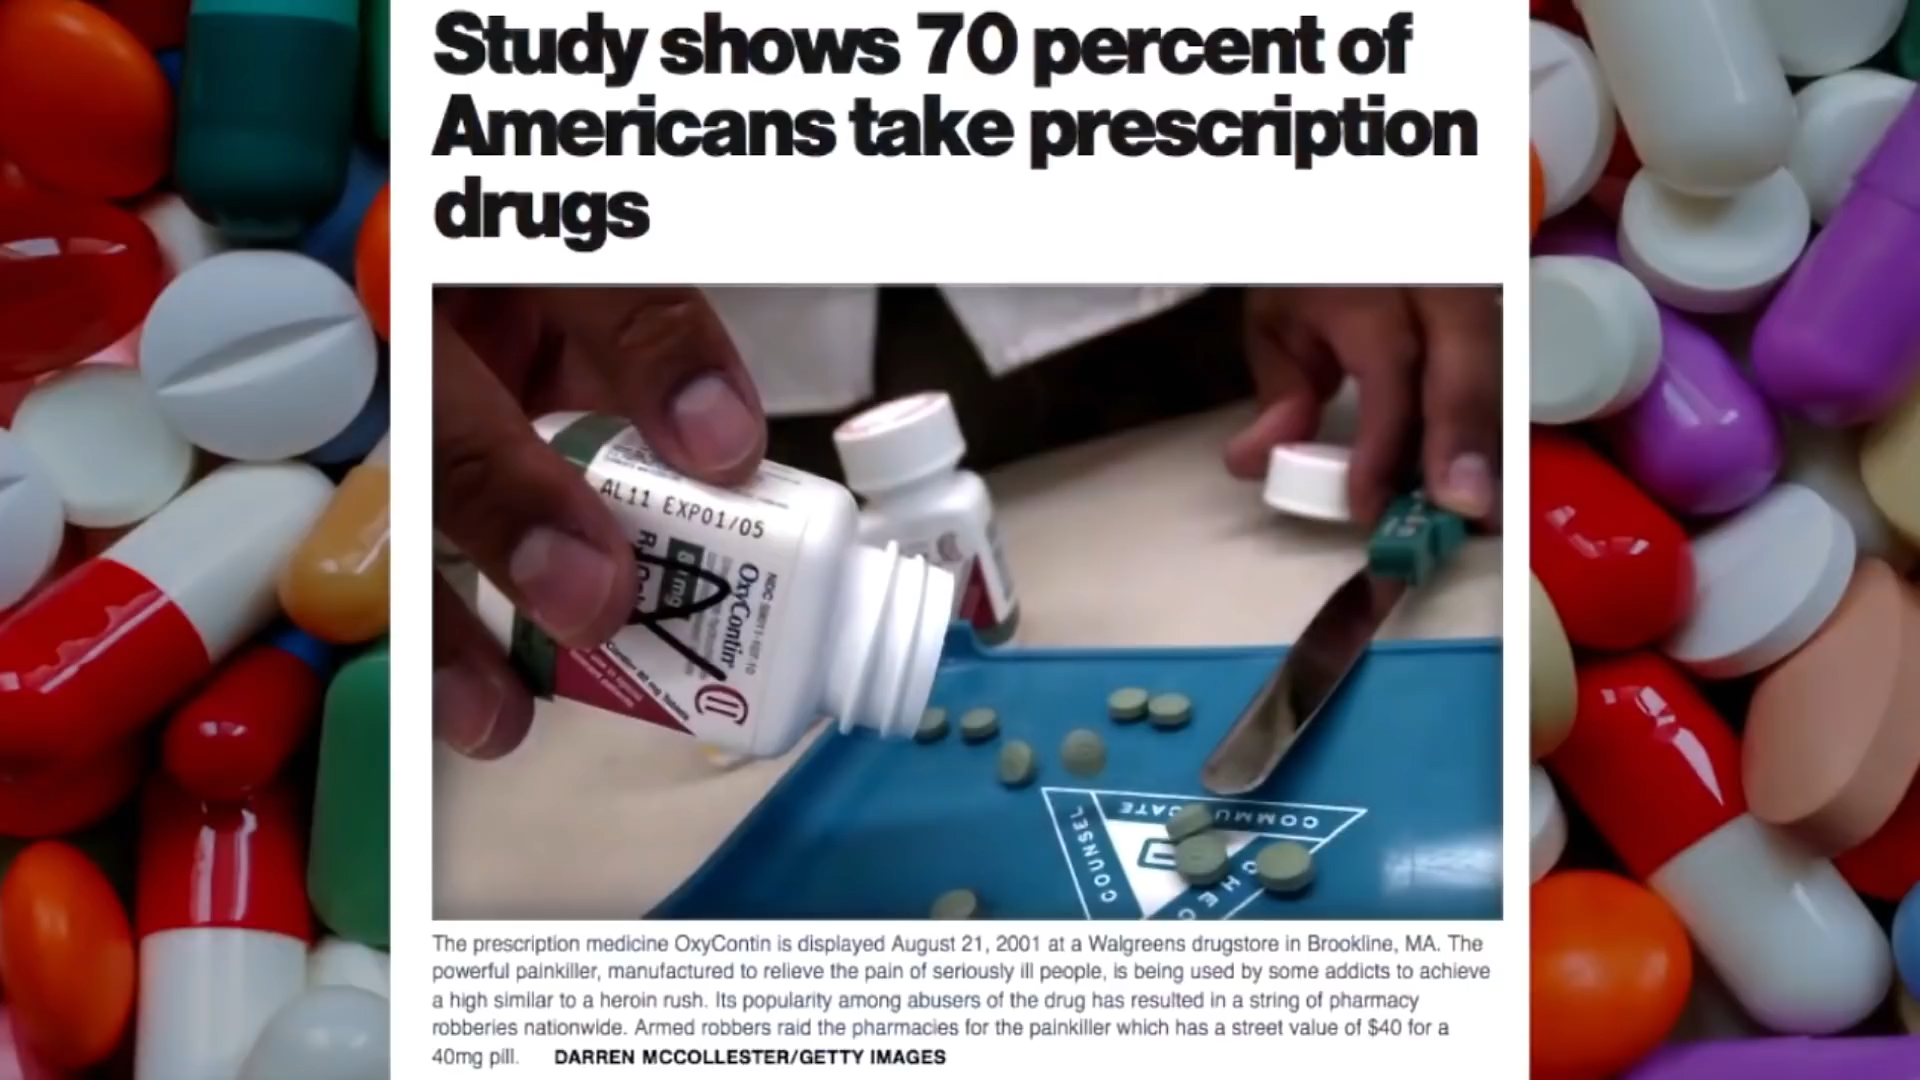 Study shows 70 percent of
Americans take prescription
drugs
AL11 EXP01/05
OxyContin
mg
CII
COMMUNICATE
COUNSEL
CHEC
The prescription medicine OxyContin is displayed August 21, 2001 at a Walgreens drugstore in Brookline, MA. The
powerful painkiller, manufactured to relieve the pain of seriously ill people, is being used by some addicts to achieve
a high similar to a heroin rush. Its popularity among abusers of the drug has resulted in a string of pharmacy
robberies nationwide. Armed robbers raid the pharmacies for the painkiller which has a street value of $40 for a
40mg pill. DARREN MCCOLLESTER/GETTY IMAGES